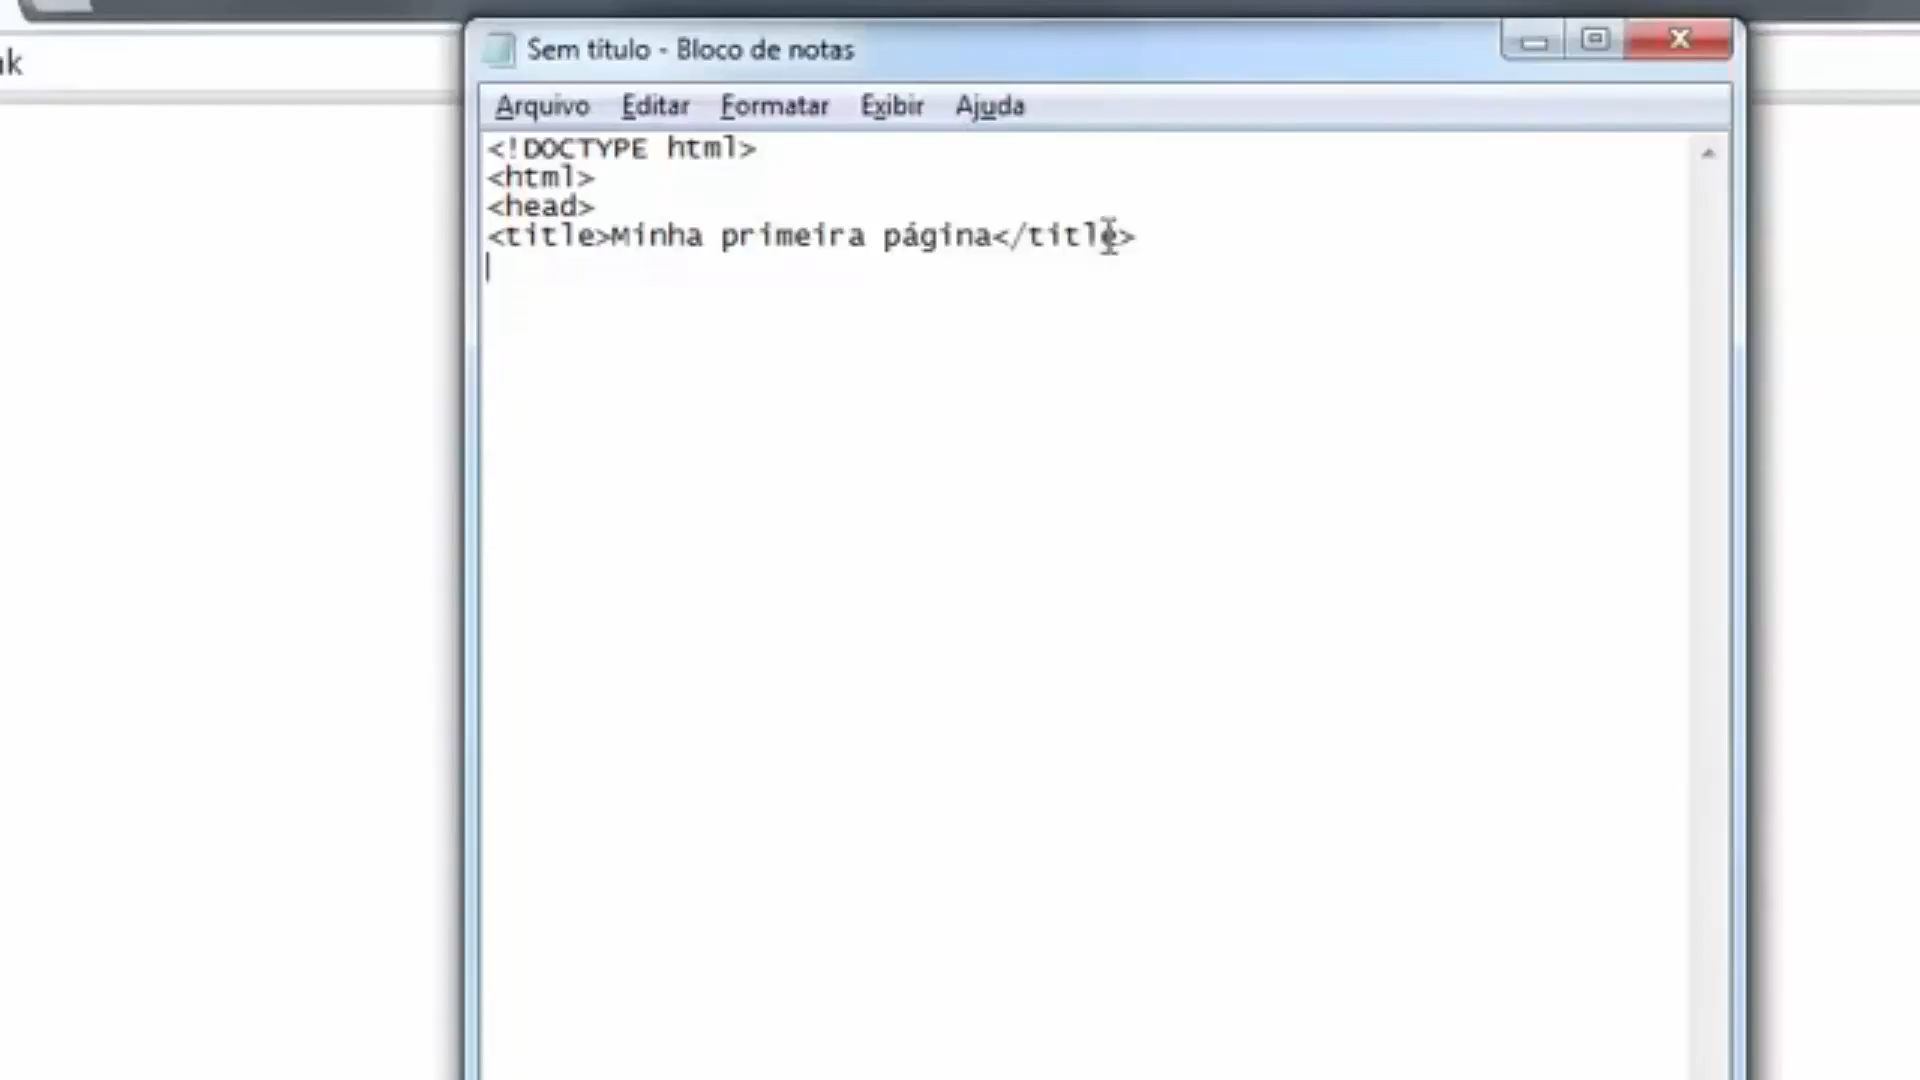 Sem título - Bloco de notas
Arquivo Editar Formatar Exibir Ajuda
<!DOCTYPE html>
<html>
<head>
<title>Minha primeira página</title>